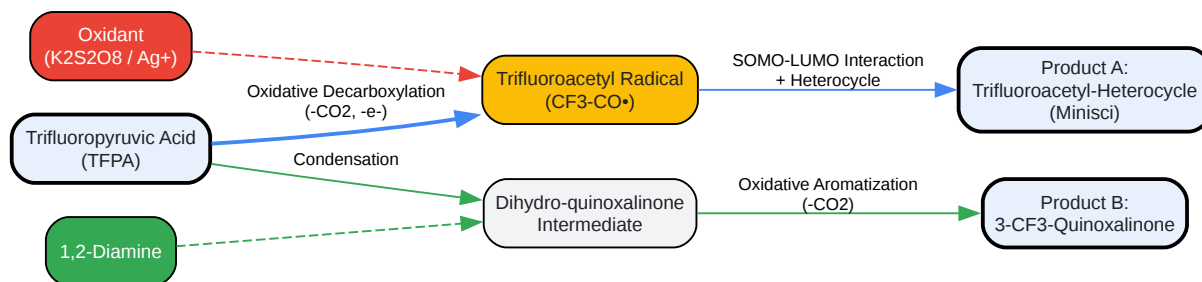 Oxidant
(K2S2O8 / Ag+)
Trifluoropyruvic Acid
(TFPA)
1,2-Diamine
Oxidative Decarboxylation
(-CO2, -e-)
Condensation
Trifluoroacetyl Radical
(CF3-CO•)
Dihydro-quinoxalinone
Intermediate
SOMO-LUMO Interaction
+ Heterocycle
Oxidative Aromatization
(-CO2)
Product A:
Trifluoroacetyl-Heterocycle
(Minisci)
Product B:
3-CF3-Quinoxalinone